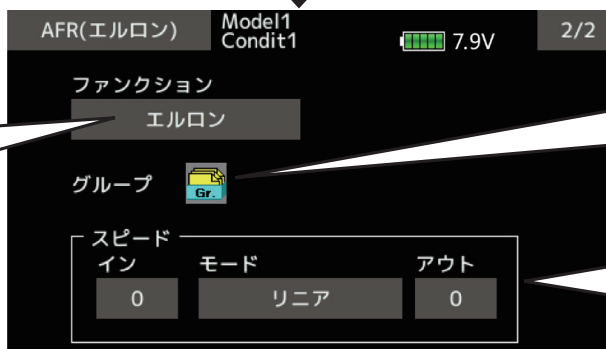 AFR(エルロン) Model1 Condit1 7.9V 2/2
ファンクション
エルロン
グループ Gr.
スピード
イン モード アウト
0 リニア 0